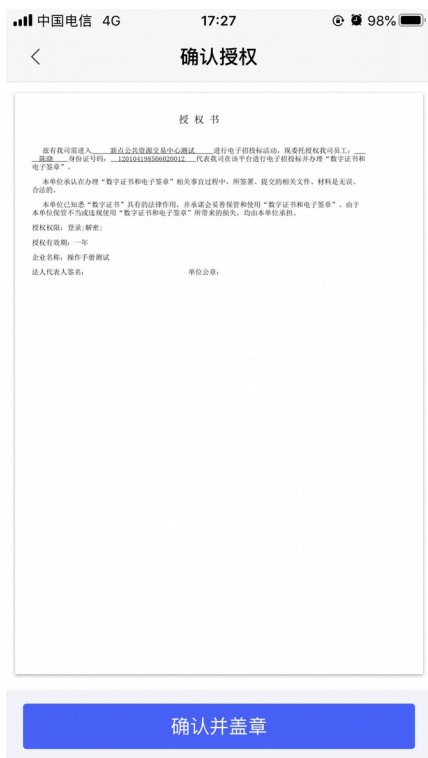 中国电信 4G 17:27 98%
确认授权
授 权 书
兹有我司需进入 新点公共资源交易中心测试 进行电子招投标活动，现委托授权我司员工：
陈晓 身份证号码： 120104198506020012 代表我司在该平台进行电子招投标并办理“数字证书和
电子签章”。
本单位承认在办理“数字证书和电子签章”相关事宜过程中，所签署、提交的相关文件、材料是无误、
合法的。
本单位已知悉“数字证书”具有的法律作用，并承诺会妥善保管和使用“数字证书和电子签章”。由于
本单位保管不当或违规使用“数字证书和电子签章”所带来的损失，均由本单位承担。
授权权限：登录;解密;
授权有效期：一年
企业名称：操作手册测试
法人代表人签名： 单位公章：
确认并盖章